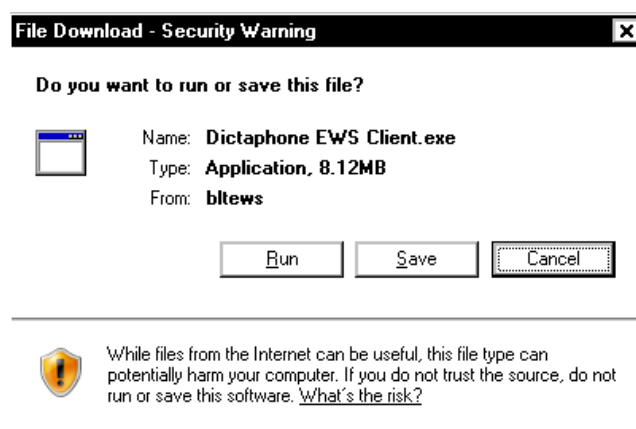 File Download - Security Warning
Do you want to run or save this file?
Name: Dictaphone EWS Client.exe
Type: Application, 8.12MB
From: bltews
Run Save Cancel
While files from the Internet can be useful, this file type can
potentially harm your computer. If you do not trust the source, do not
run or save this software. What's the risk?